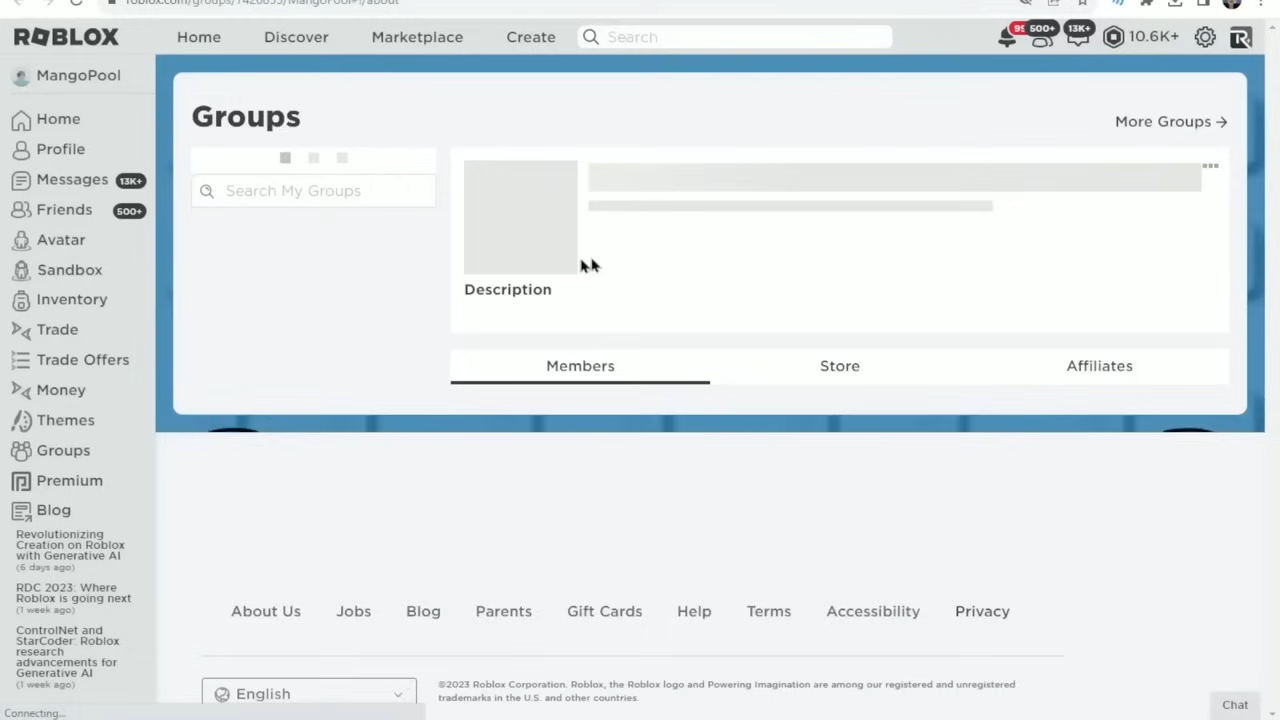 ROBLOX
Home
Discov
Marketplace
Create
Search
500+
13K+
10.6K+
MangoPool
Home
Profile
Messages
13K+
Friends
500+
Avatar
Sandbox
Inventory
Trade
Trade Offers
Money
Themes
Groups
Premium
Blog
Revolutionizing
Creation on Roblox
with Generative AI
(6 days ago)
RDC 2023: Where
Roblox is going next
(1 week ago)
ControlNet and
StarCoder: Roblox
research
advancements for
Generative AI
(1 week ago)
Connecting...
Groups
More Groups
Search My Groups
Description
Members
Store
Affiliates
About Us
Jobs
Blog
Parents
Gift Cards
Help
Terms
Accessibility
Privacy
English
©2023 Roblox Corporation. Roblox, the Roblox logo and Powering Imagination are among our registered and unregistered
trademarks in the U.S. and other countries.
Chat